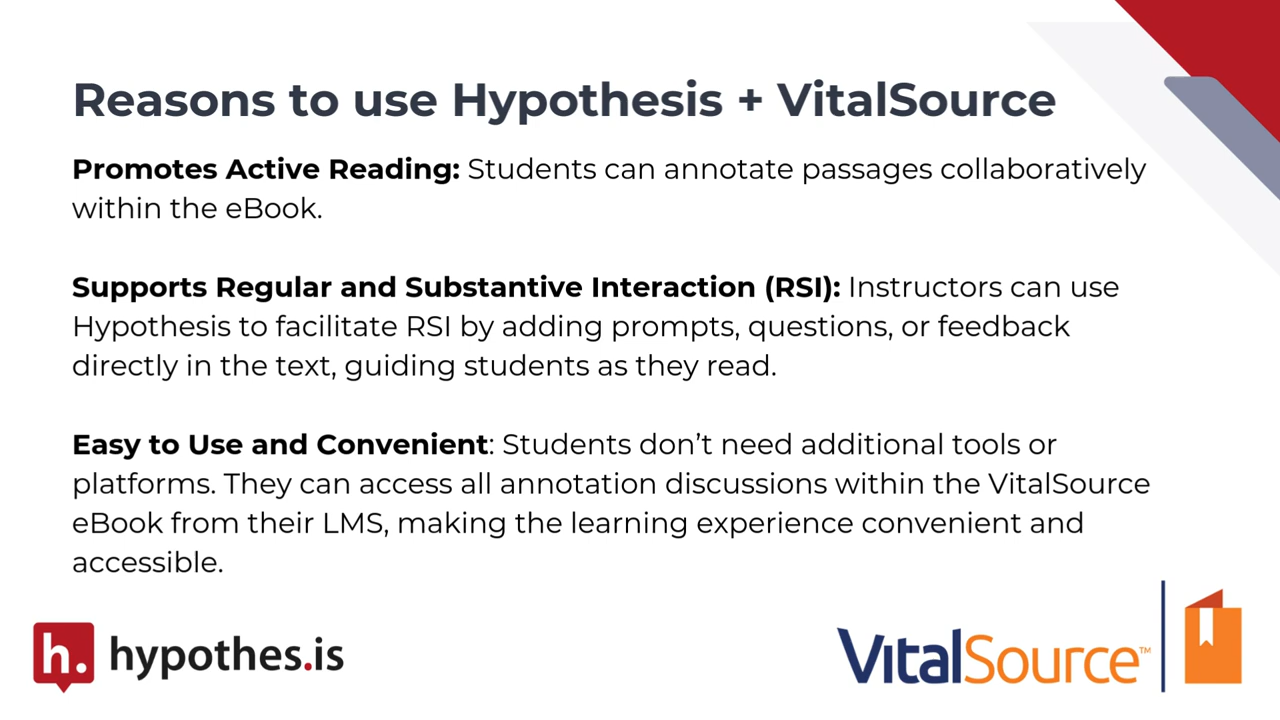 Reasons to use Hypothesis + VitalSource
Promotes Active Reading: Students can annotate passages collaboratively
within the eBook.
Supports Regular and Substantive Interaction (RSI): Instructors can use
Hypothesis to facilitate RSI by adding prompts, questions, or feedback
directly in the text, guiding students as they read.
Easy to Use and Convenient: Students don’t need additional tools or
platforms. They can access all annotation discussions within the VitalSource
eBook from their LMS, making the learning experience convenient and
accessible.
h. hypothes.is
VitalSource™